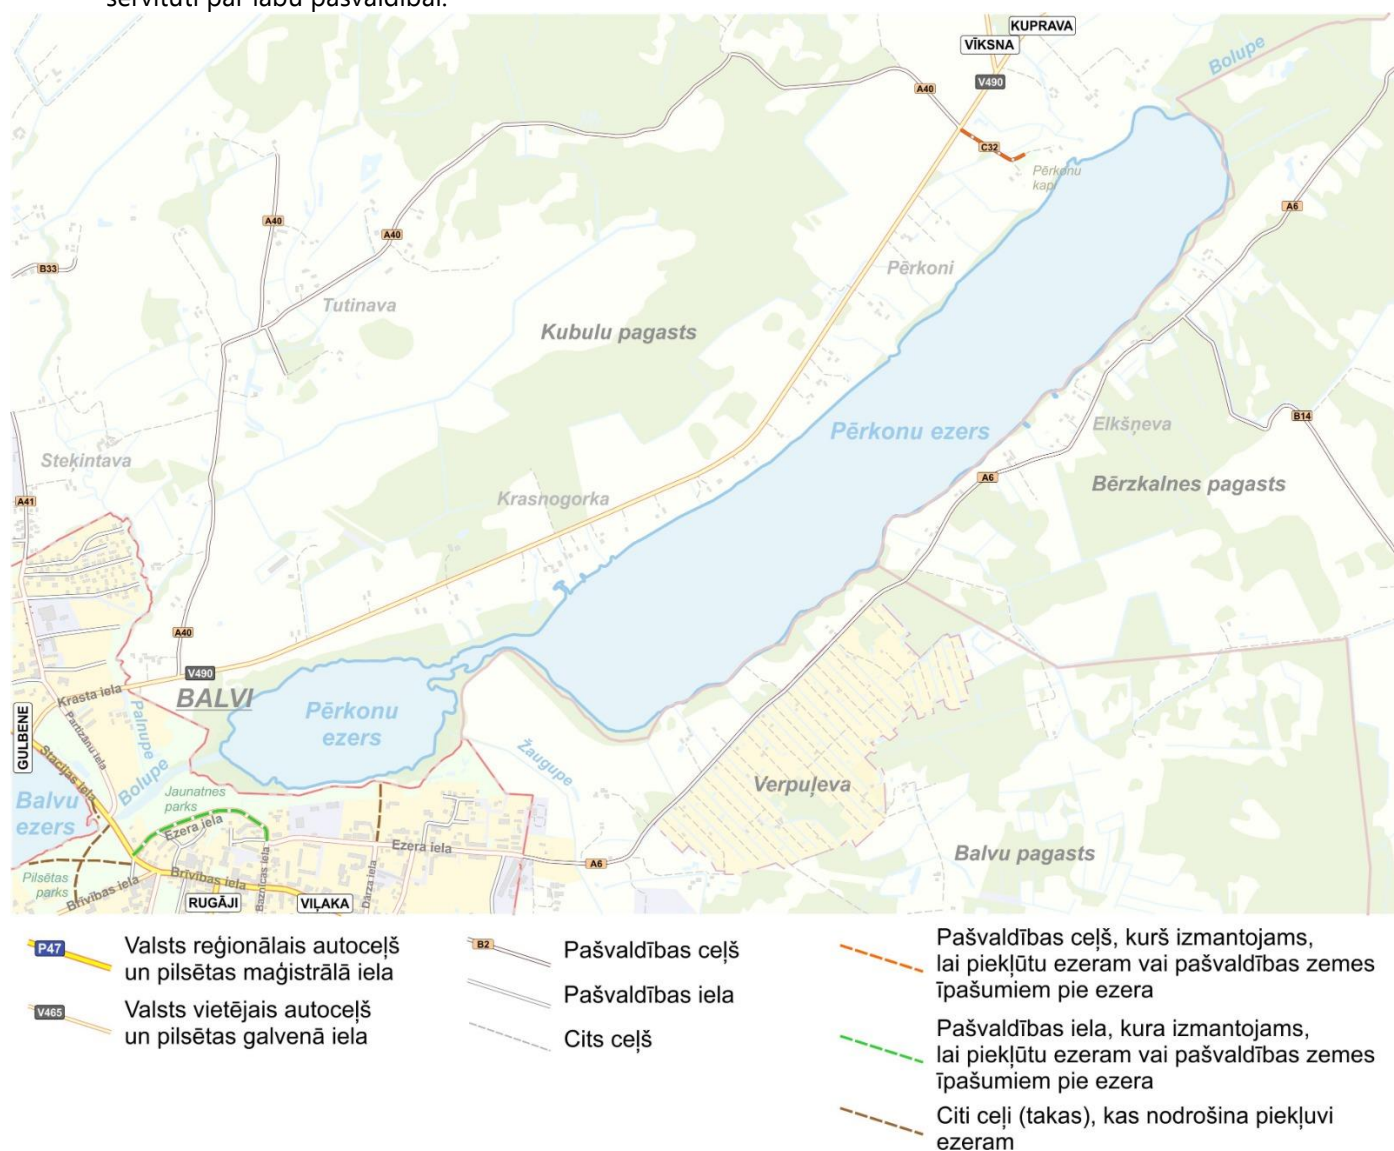 servitūti par labu pašvaldībai.
KUPRAVA
VĪKSNA
Bolupe
V490
A40
A40
C32
Pērkonu
kapi
A6
A40
A40
B33
Pērkoni
Tutinava
Kubulu pagasts
B14
Pērkonu ezers
Elkšņeva
Stekintava
A6
Bērzkalnes pagasts
Krasnogorka
A41
A40
V490
Krasta iela
BALVI
Palnupe
Partizānu iela
Pērkonu
ezers
GULBENE
Stacijas iela
Bolupe
Žaugupe
Verpuļeva
Jaunatnes
parks
Balvu
ezers
Ezera iela
Ezera iela
A6
Balvu pagasts
Pilsētas
parks
Brīvības iela
Brīvības iela
Baznīcas iela
Dārza iela
RUGĀJI
VIĻAKA
P47
Valsts reģionālais autoceļš
un pilsētas maģistrālā iela
V465
Valsts vietējais autoceļš
un pilsētas galvenā iela
B2
Pašvaldības ceļš
Pašvaldības iela
Cits ceļš
Pašvaldības ceļš, kurš izmantojams,
lai piekļūtu ezeram vai pašvaldības zemes
īpašumiem pie ezera
Pašvaldības iela, kura izmantojams,
lai piekļūtu ezeram vai pašvaldības zemes
īpašumiem pie ezera
Citi ceļi (takas), kas nodrošina piekļuvi
ezeram